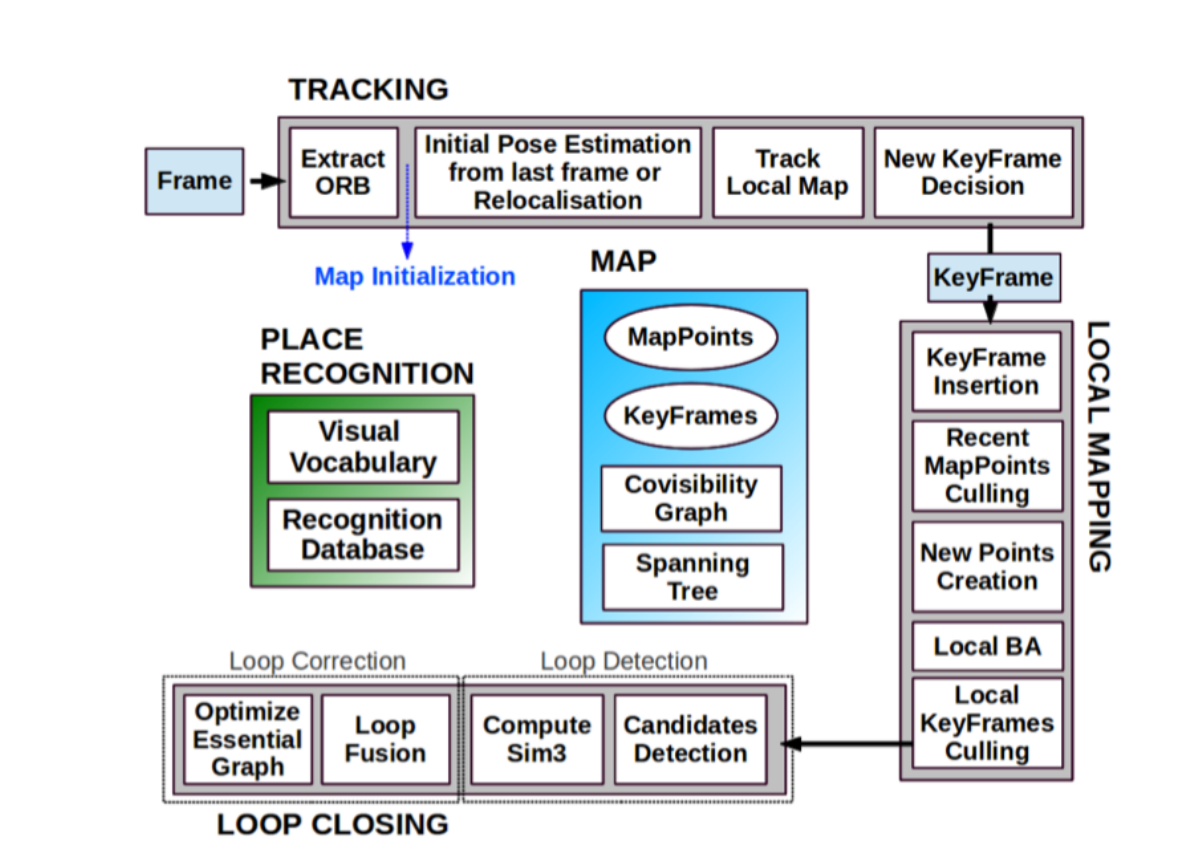 TRACKING
Frame
Extract
ORB
Initial Pose Estimation
from last frame or
Relocalisation
Track
Local Map
New KeyFrame
Decision
Map Initialization
MAP
KeyFrame
PLACE
RECOGNITION
Visual
Vocabulary
Recognition
Database
MapPoints
KeyFrames
Covisibility
Graph
Spanning
Tree
LOCAL MAPPING
KeyFrame
Insertion
Recent
MapPoints
Culling
New Points
Creation
Local BA
Local
KeyFrames
Culling
Loop Correction
Loop Detection
Optimize
Essential
Graph
Loop
Fusion
Compute
Sim3
Candidates
Detection
LOOP CLOSING